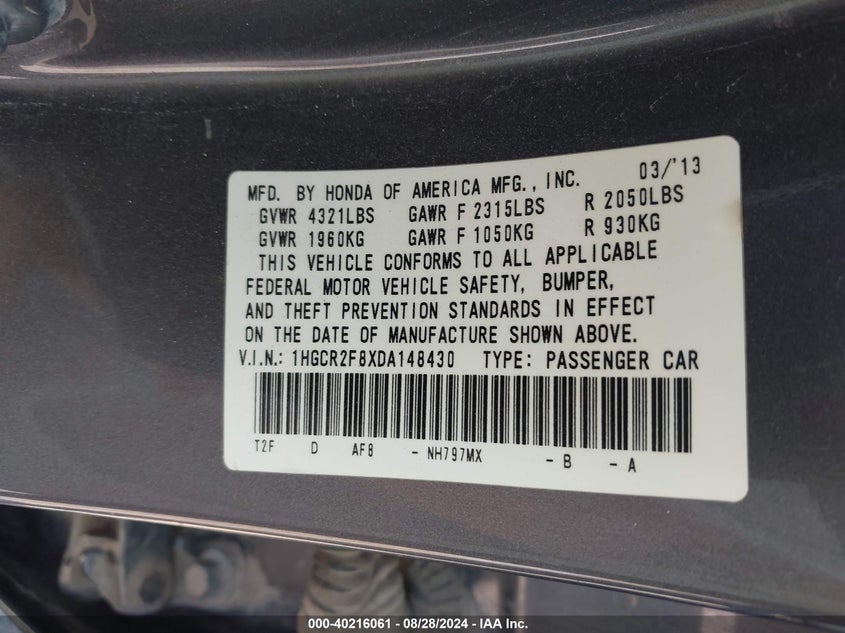 MFD. BY HONDA OF AMERICA MFG., INC. 03/'13
GVWR 4321LBS GAWR F 2315LBS R 2050LBS
GVWR 1960KG GAWR F 1050KG R 930KG
THIS VEHICLE CONFORMS TO ALL APPLICABLE
FEDERAL MOTOR VEHICLE SAFETY, BUMPER,
AND THEFT PREVENTION STANDARDS IN EFFECT
ON THE DATE OF MANUFACTURE SHOWN ABOVE.
V.I.N.: 1HGCR2F8XDA148430 TYPE: PASSENGER CAR
T2F D AF8 - NH797MX - B - A
000-40216061 - 08/28/2024 - IAA Inc.